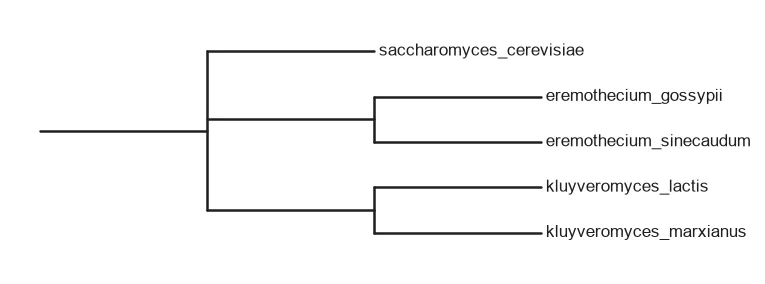 saccharomyces_cerevisiae
eremothecium_gossypii
eremothecium_sinecaudum
kluyveromyces_lactis
kluyveromyces_marxianus